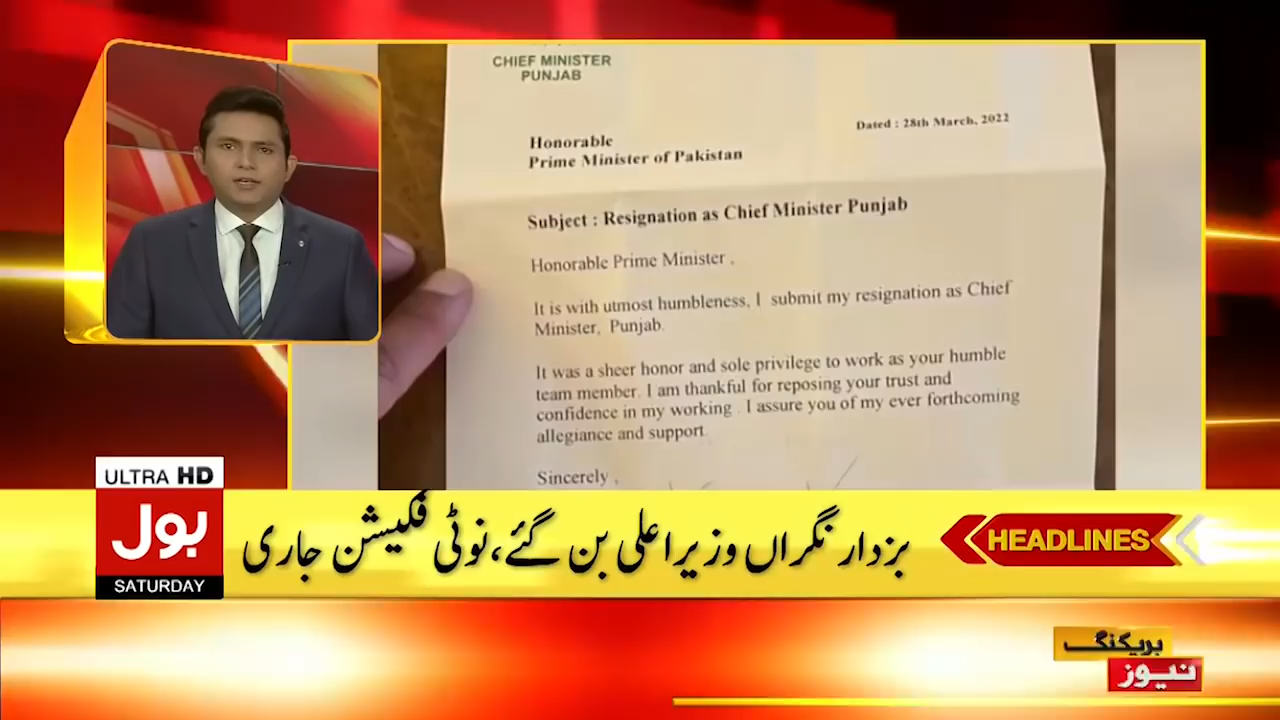 CHIEF MINISTER
PUNJAB
Dated : 28th March, 2022
Honorable
Prime Minister of Pakistan
Subject : Resignation as Chief Minister Punjab
Honorable Prime Minister ,
It is with utmost humbleness, I submit my resignation as Chief
Minister, Punjab.
It was a sheer honor and sole privilege to work as your humble
team member. I am thankful for reposing your trust and
confidence in my working . I assure you of my ever forthcoming
allegiance and support.
Sincerely ,
ULTRA HD
بول
SATURDAY
بزدار نگراں وزیراعلی بن گئے، نوٹی فکیشن جاری
HEADLINES
بریکنگ
نیوز